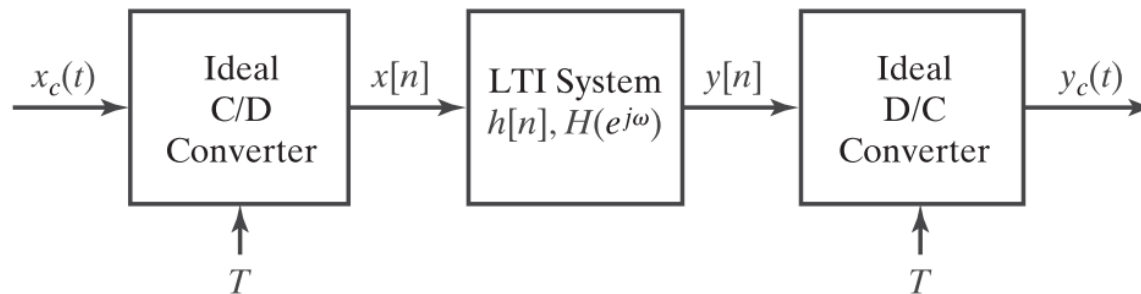 x_c(t)
Ideal
C/D
Converter
x[n]
LTI System
h[n], H(e^{jω})
y[n]
Ideal
D/C
Converter
y_c(t)
T
T